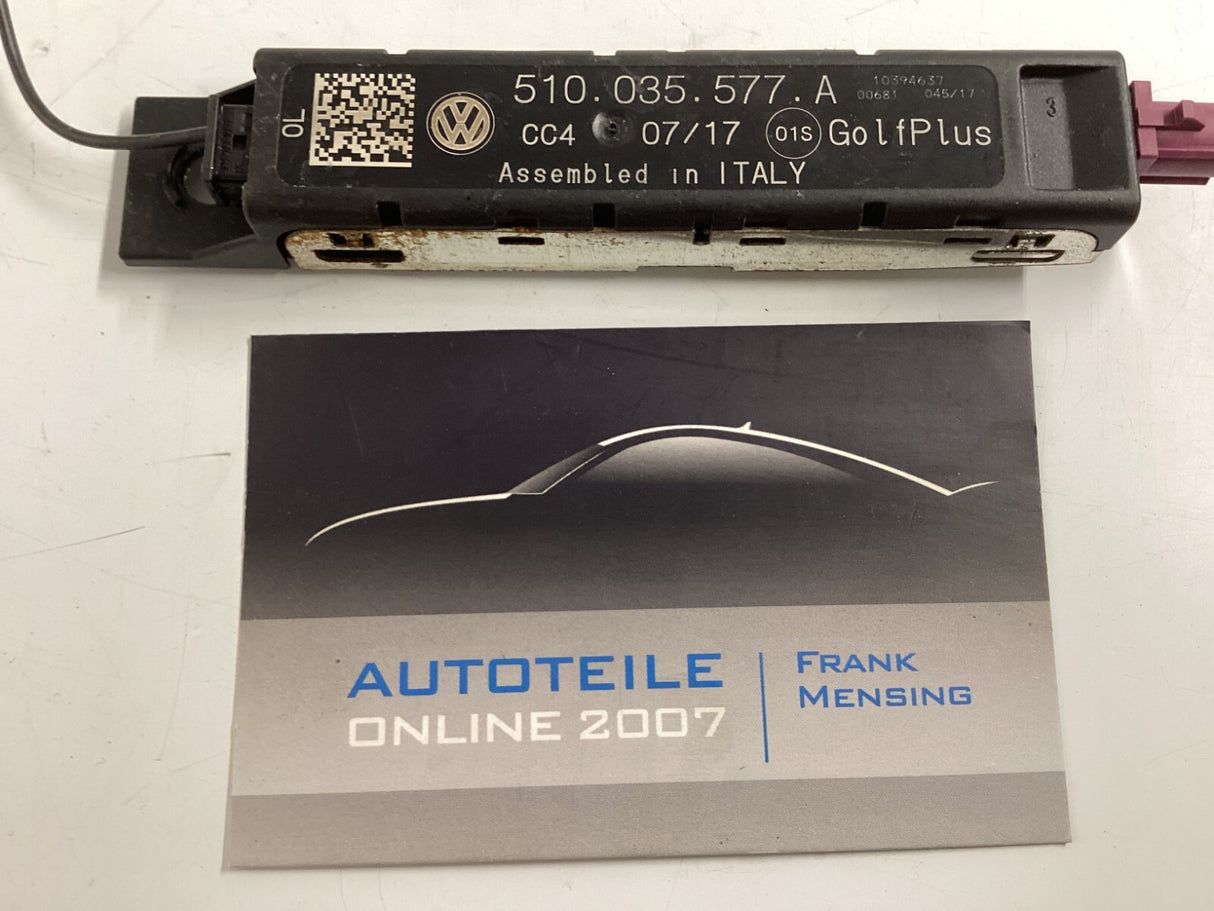 OL
510.035.577.A
10394637
00681 045/17
CC4 07/17 01S GolfPlus
Assembled in ITALY
3
AUTOTEILE
ONLINE 2007
FRANK
MENSING